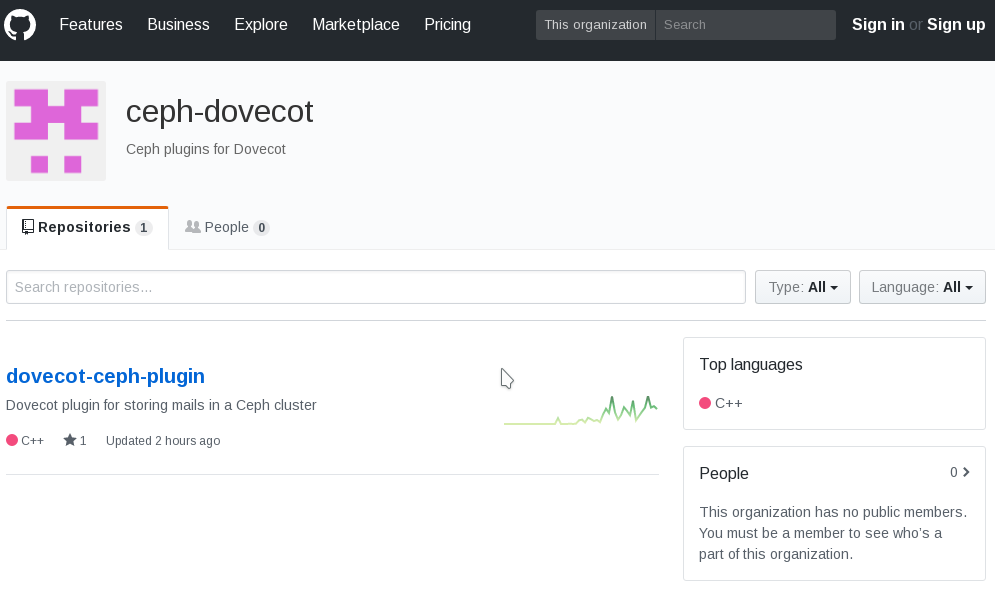 Features Business Explore Marketplace Pricing This organization Search Sign in or Sign up
ceph-dovecot
Ceph plugins for Dovecot
Repositories 1 People 0
Search repositories... Type: All Language: All
Top languages
dovecot-ceph-plugin
Dovecot plugin for storing mails in a Ceph cluster
C++
C++ 1 Updated 2 hours ago
People 0
This organization has no public members.
You must be a member to see who's a
part of this organization.